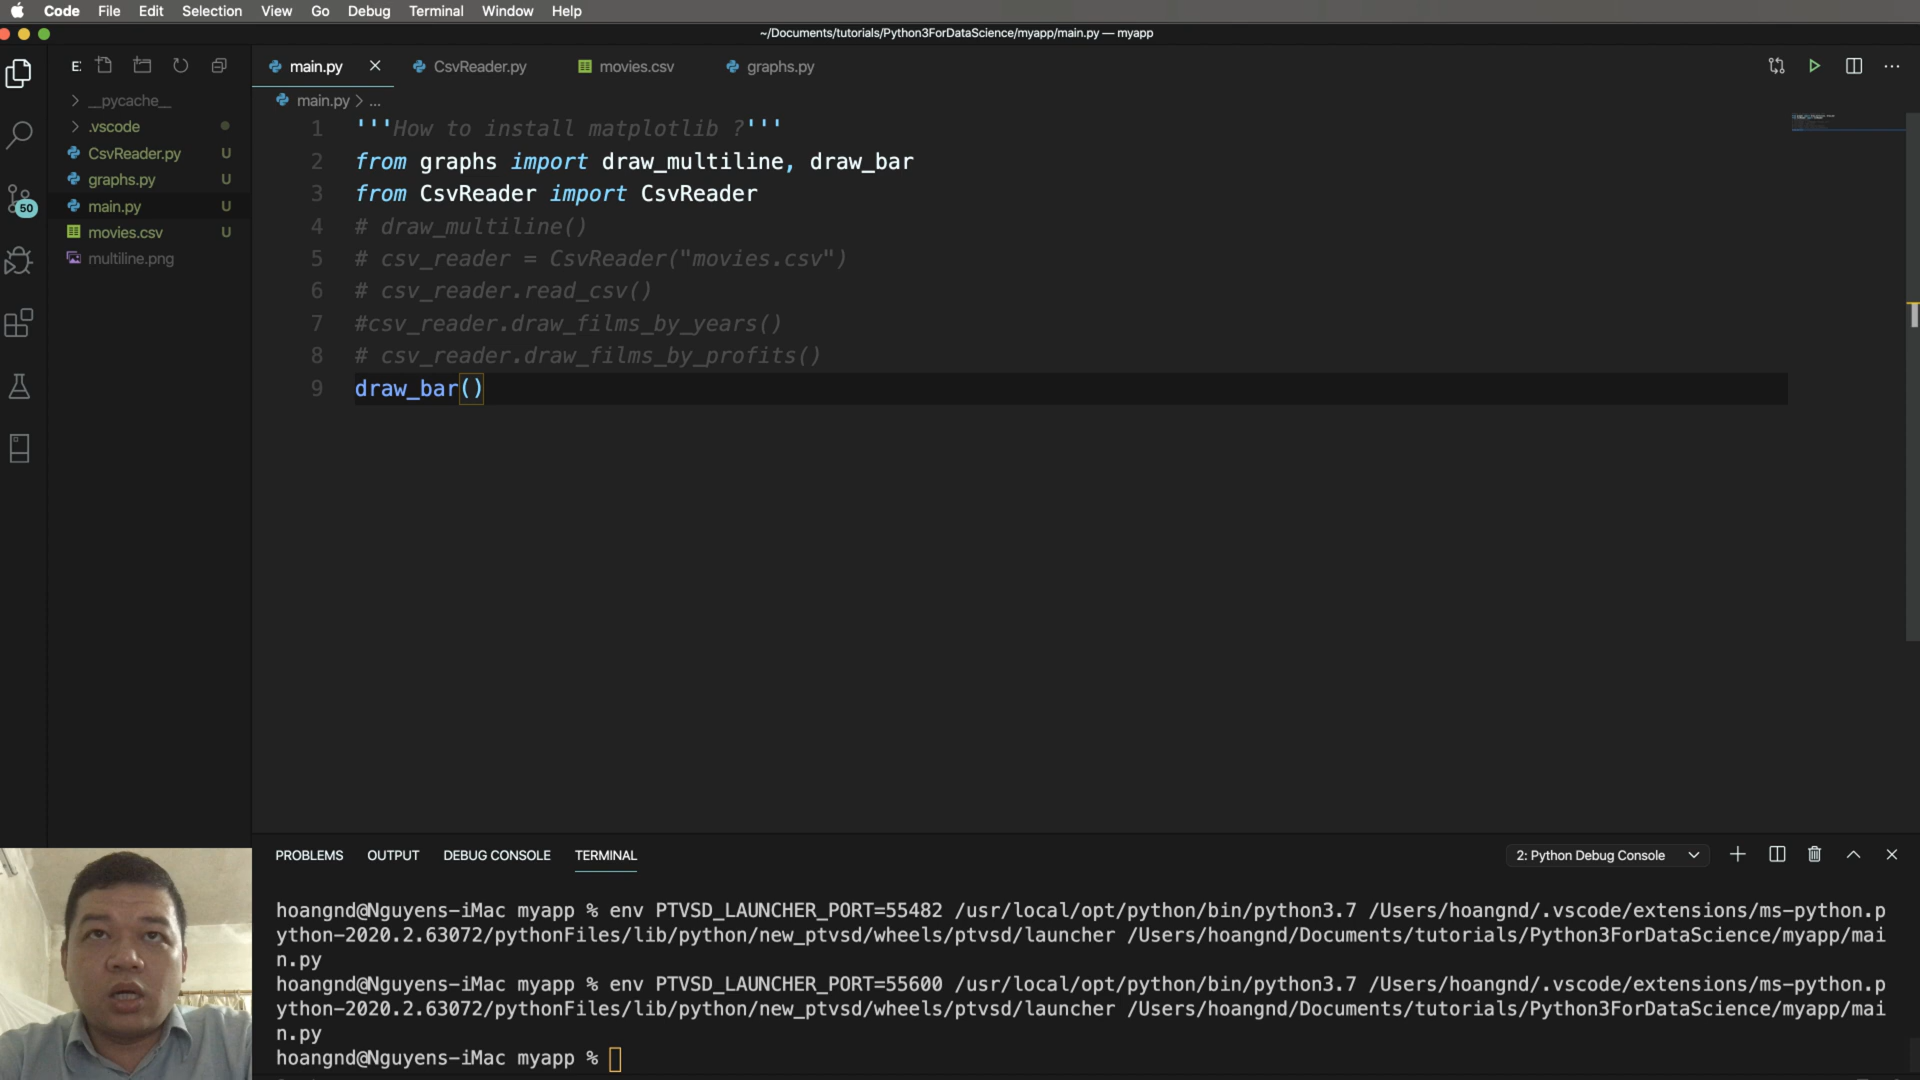 Code File Edit Selection View Go Debug Terminal Window Help
~/Documents/tutorials/Python3ForDataScience/myapp/main.py — myapp
E:
main.py CsvReader.py movies.csv graphs.py
main.py > ...
__pycache__
.vscode
CsvReader.py U
graphs.py U
main.py U
movies.csv U
multiline.png
50
1 '''How to install matplotlib ?'''
2 from graphs import draw_multiline, draw_bar
3 from CsvReader import CsvReader
4 # draw_multiline()
5 # csv_reader = CsvReader("movies.csv")
6 # csv_reader.read_csv()
7 #csv_reader.draw_films_by_years()
8 # csv_reader.draw_films_by_profits()
9 draw_bar()
PROBLEMS OUTPUT DEBUG CONSOLE TERMINAL
2: Python Debug Console
hoangnd@Nguyens-iMac myapp % env PTVSD_LAUNCHER_PORT=55482 /usr/local/opt/python/bin/python3.7 /Users/hoangnd/.vscode/extensions/ms-python.p
ython-2020.2.63072/pythonFiles/lib/python/new_ptvsd/wheels/ptvsd/launcher /Users/hoangnd/Documents/tutorials/Python3ForDataScience/myapp/mai
n.py
hoangnd@Nguyens-iMac myapp % env PTVSD_LAUNCHER_PORT=55600 /usr/local/opt/python/bin/python3.7 /Users/hoangnd/.vscode/extensions/ms-python.p
ython-2020.2.63072/pythonFiles/lib/python/new_ptvsd/wheels/ptvsd/launcher /Users/hoangnd/Documents/tutorials/Python3ForDataScience/myapp/mai
n.py
hoangnd@Nguyens-iMac myapp %